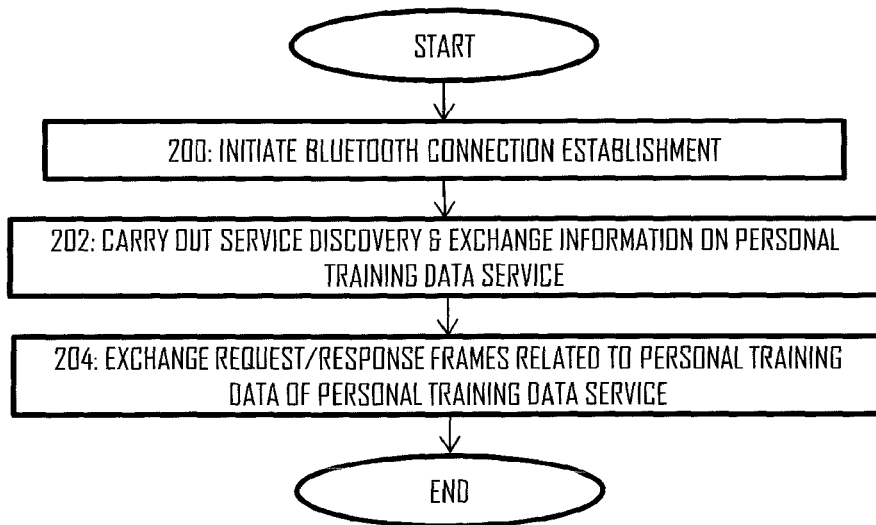 START
200: INITIATE BLUETOOTH CONNECTION ESTABLISHMENT
202: CARRY OUT SERVICE DISCOVERY & EXCHANGE INFORMATION ON PERSONAL
TRAINING DATA SERVICE
204: EXCHANGE REQUEST/RESPONSE FRAMES RELATED TO PERSONAL TRAINING
DATA OF PERSONAL TRAINING DATA SERVICE
END